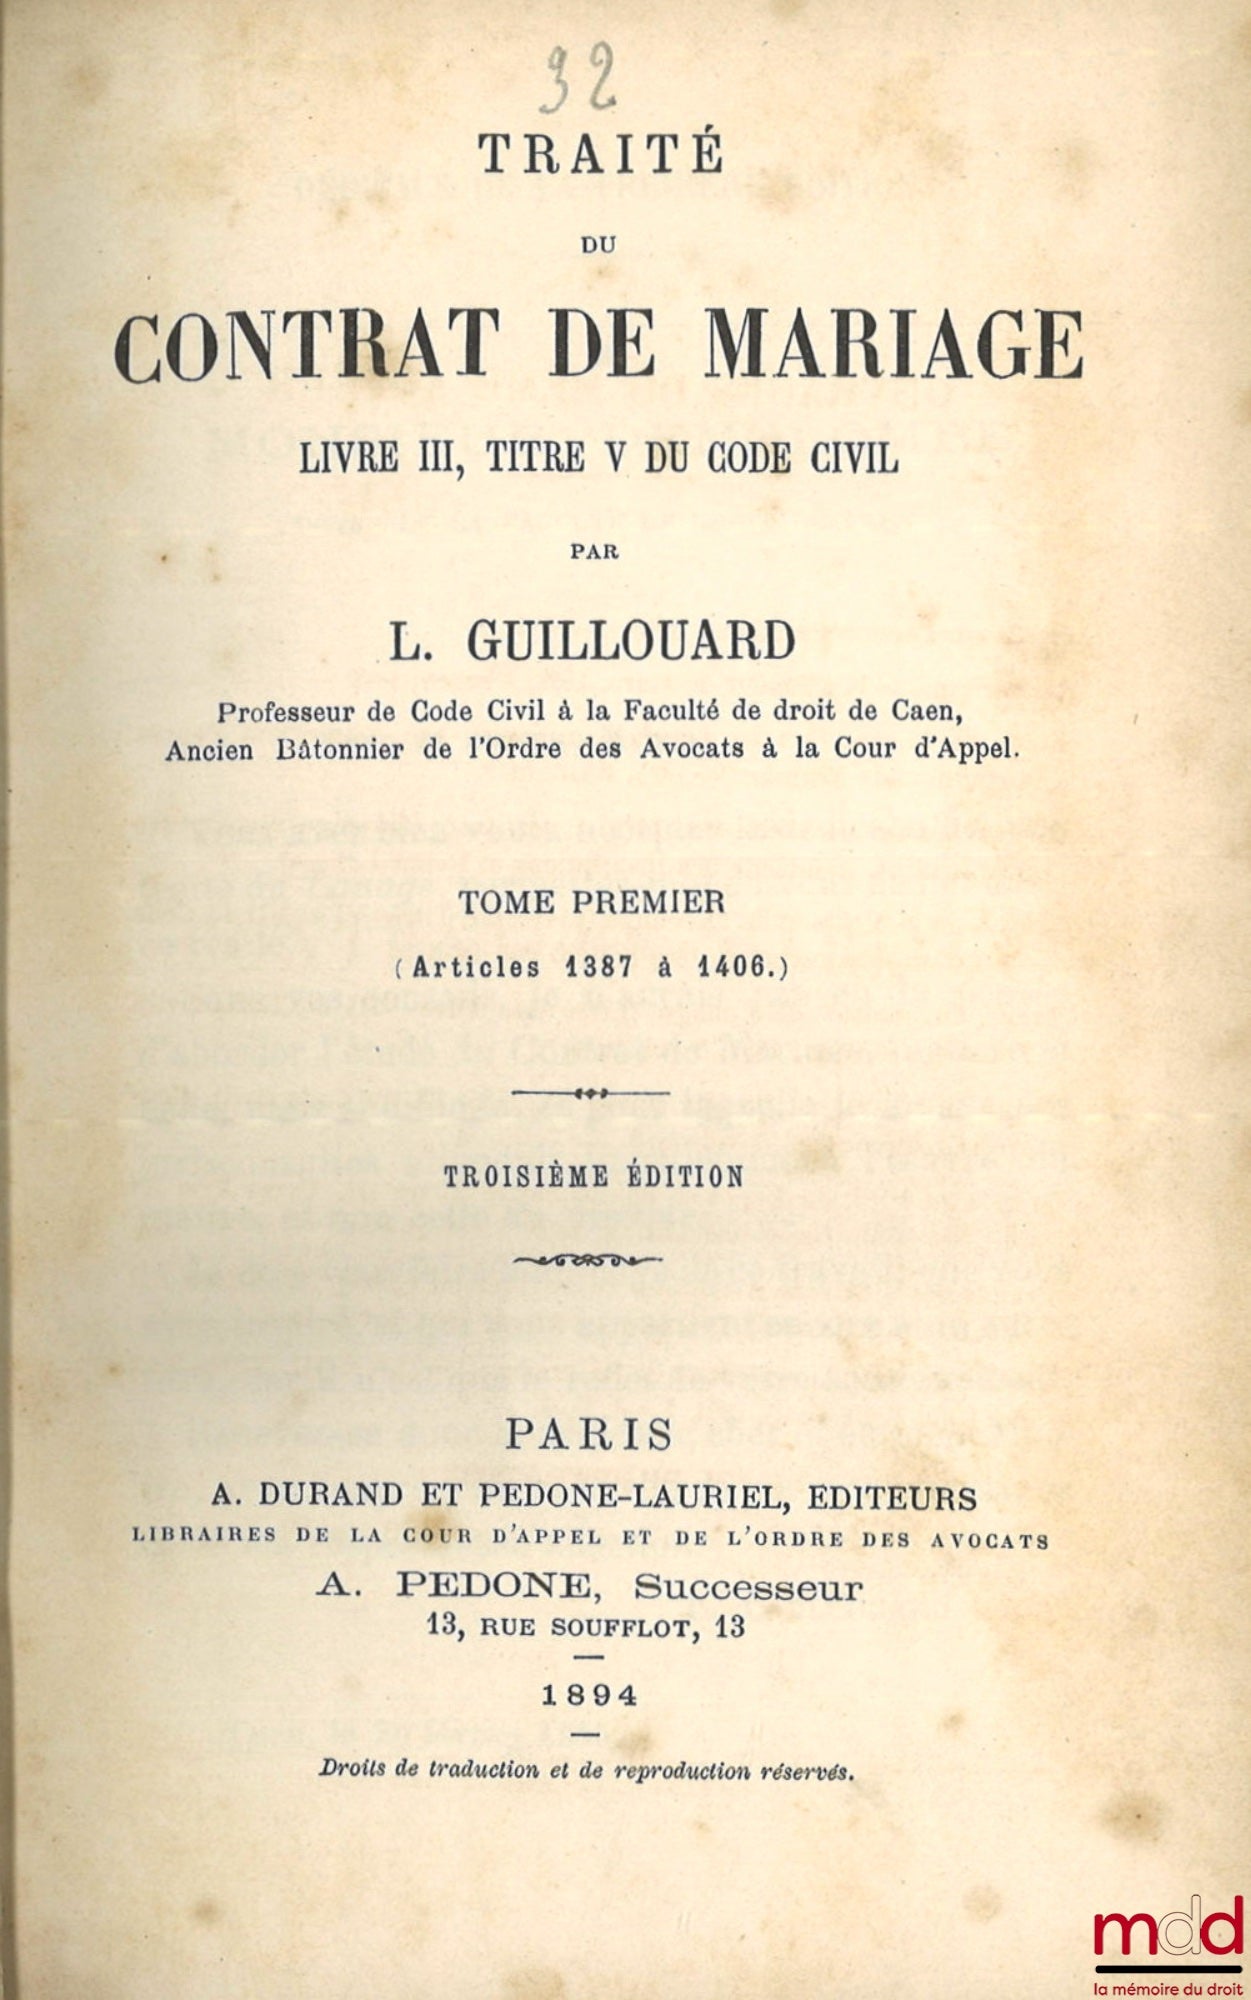 92
TRAITÉ
DU
CONTRAT DE MARIAGE
LIVRE III, TITRE V DU CODE CIVIL
PAR
L. GUILLOUARD
Professeur de Code Civil à la Faculté de droit de Caen,
Ancien Bâtonnier de l'Ordre des Avocats à la Cour d'Appel.
TOME PREMIER
(Articles 1387 à 1406.)
TROISIÈME ÉDITION
PARIS
A. DURAND ET PEDONE-LAURIEL, EDITEURS
LIBRAIRES DE LA COUR D'APPEL ET DE L'ORDRE DES AVOCATS
A. PEDONE, Successeur
13, RUE SOUFFLOT, 13
1894
Droits de traduction et de reproduction réservés.
mdd
la mémoire du droit